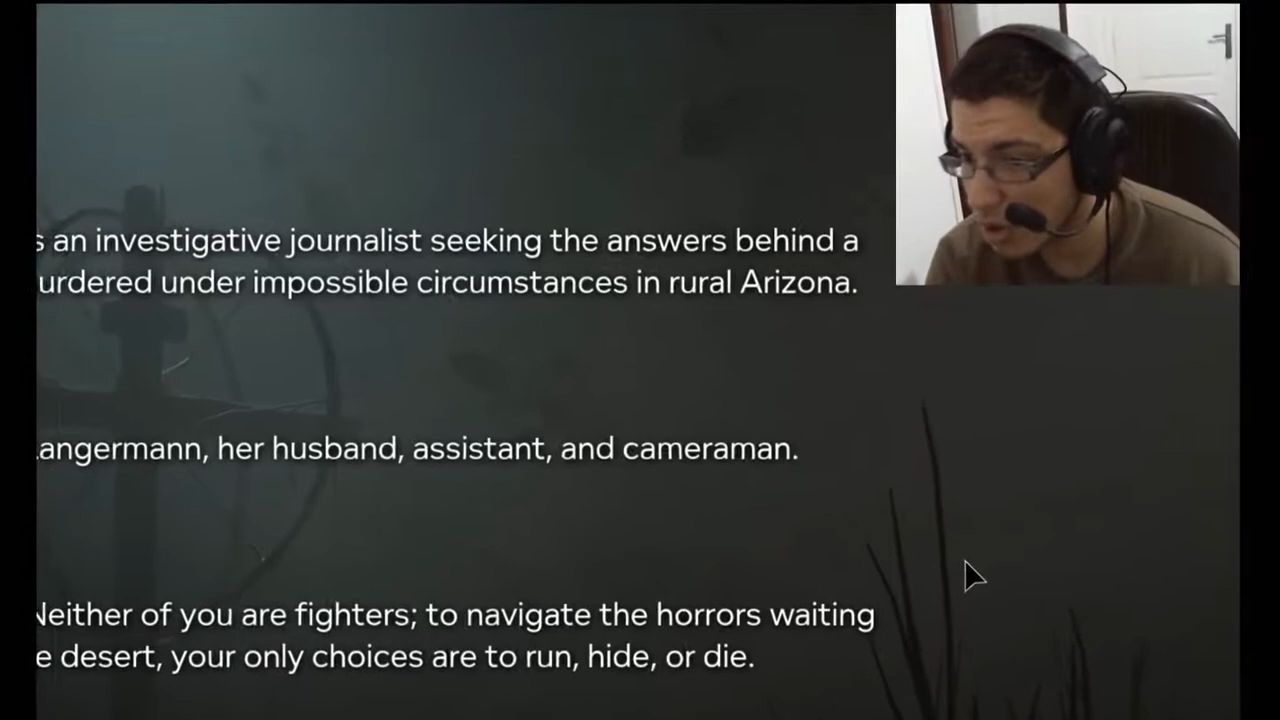 s an investigative journalist seeking the answers behind a
urdered under impossible circumstances in rural Arizona.
angermann, her husband, assistant, and cameraman.
Neither of you are fighters; to navigate the horrors waiting
e desert, your only choices are to run, hide, or die.